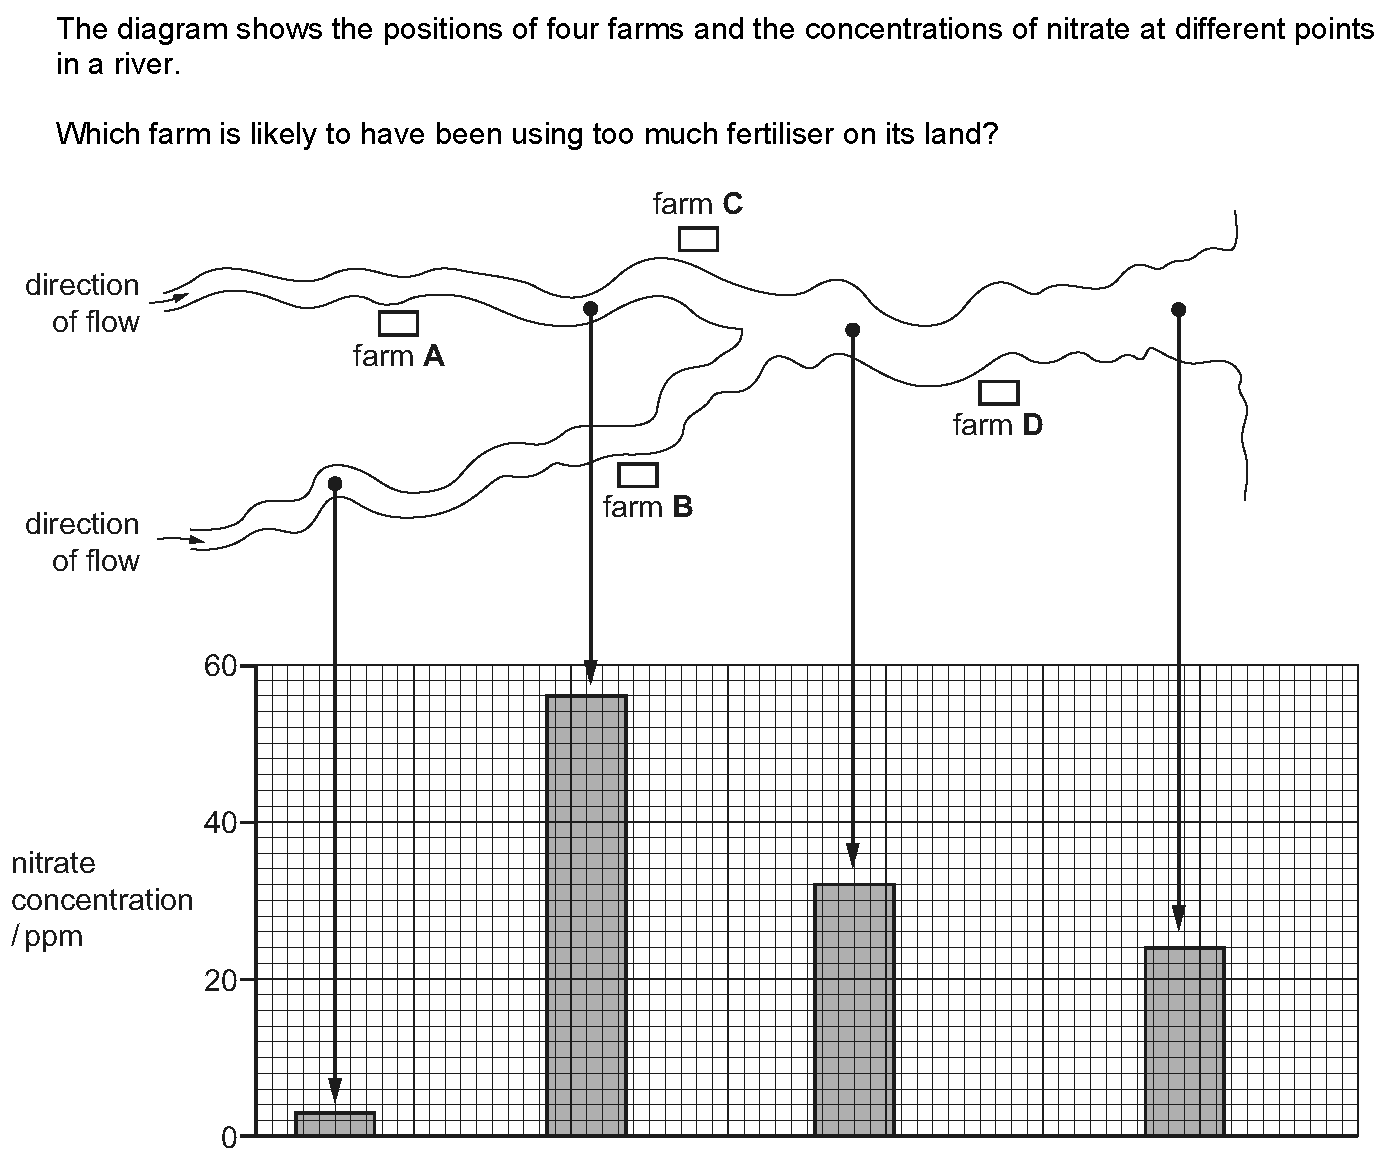 The diagram shows the positions of four farms and the concentrations of nitrate at different points
in a river.
Which farm is likely to have been using too much fertiliser on its land?
farm C
direction
of flow
farm A
farm D
farm B
direction
of flow
60
40
nitrate
concentration
/ ppm
20
0